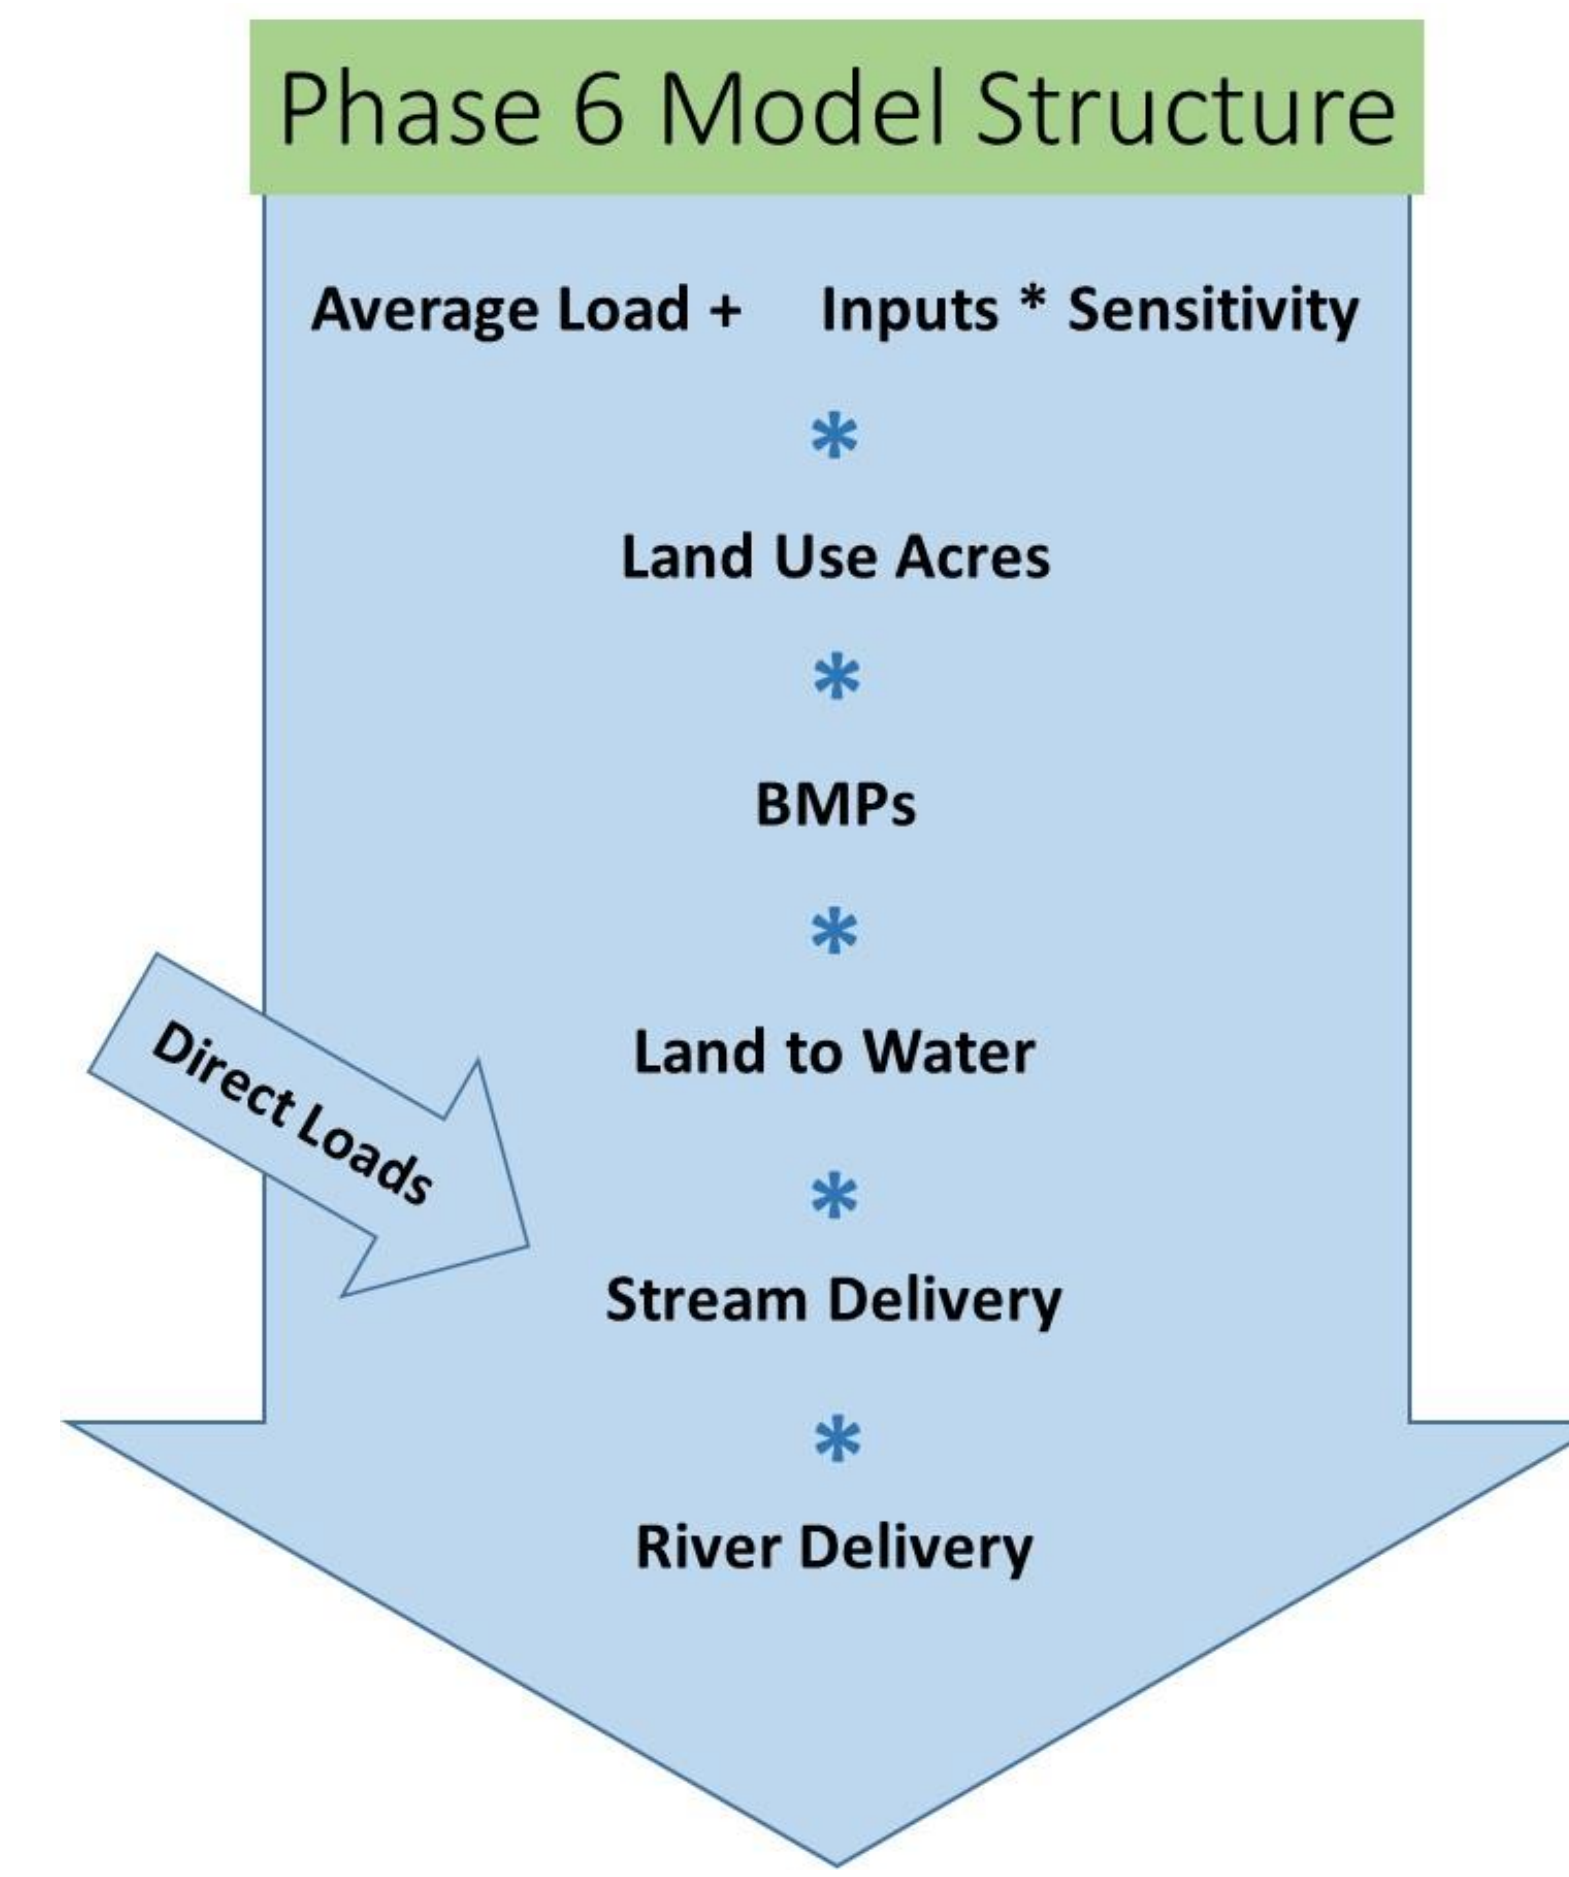 Phase 6 Model Structure
Average Load + Inputs * Sensitivity
*
Land Use Acres
*
BMPs
*
Land to Water
*
Direct Loads
Stream Delivery
*
River Delivery